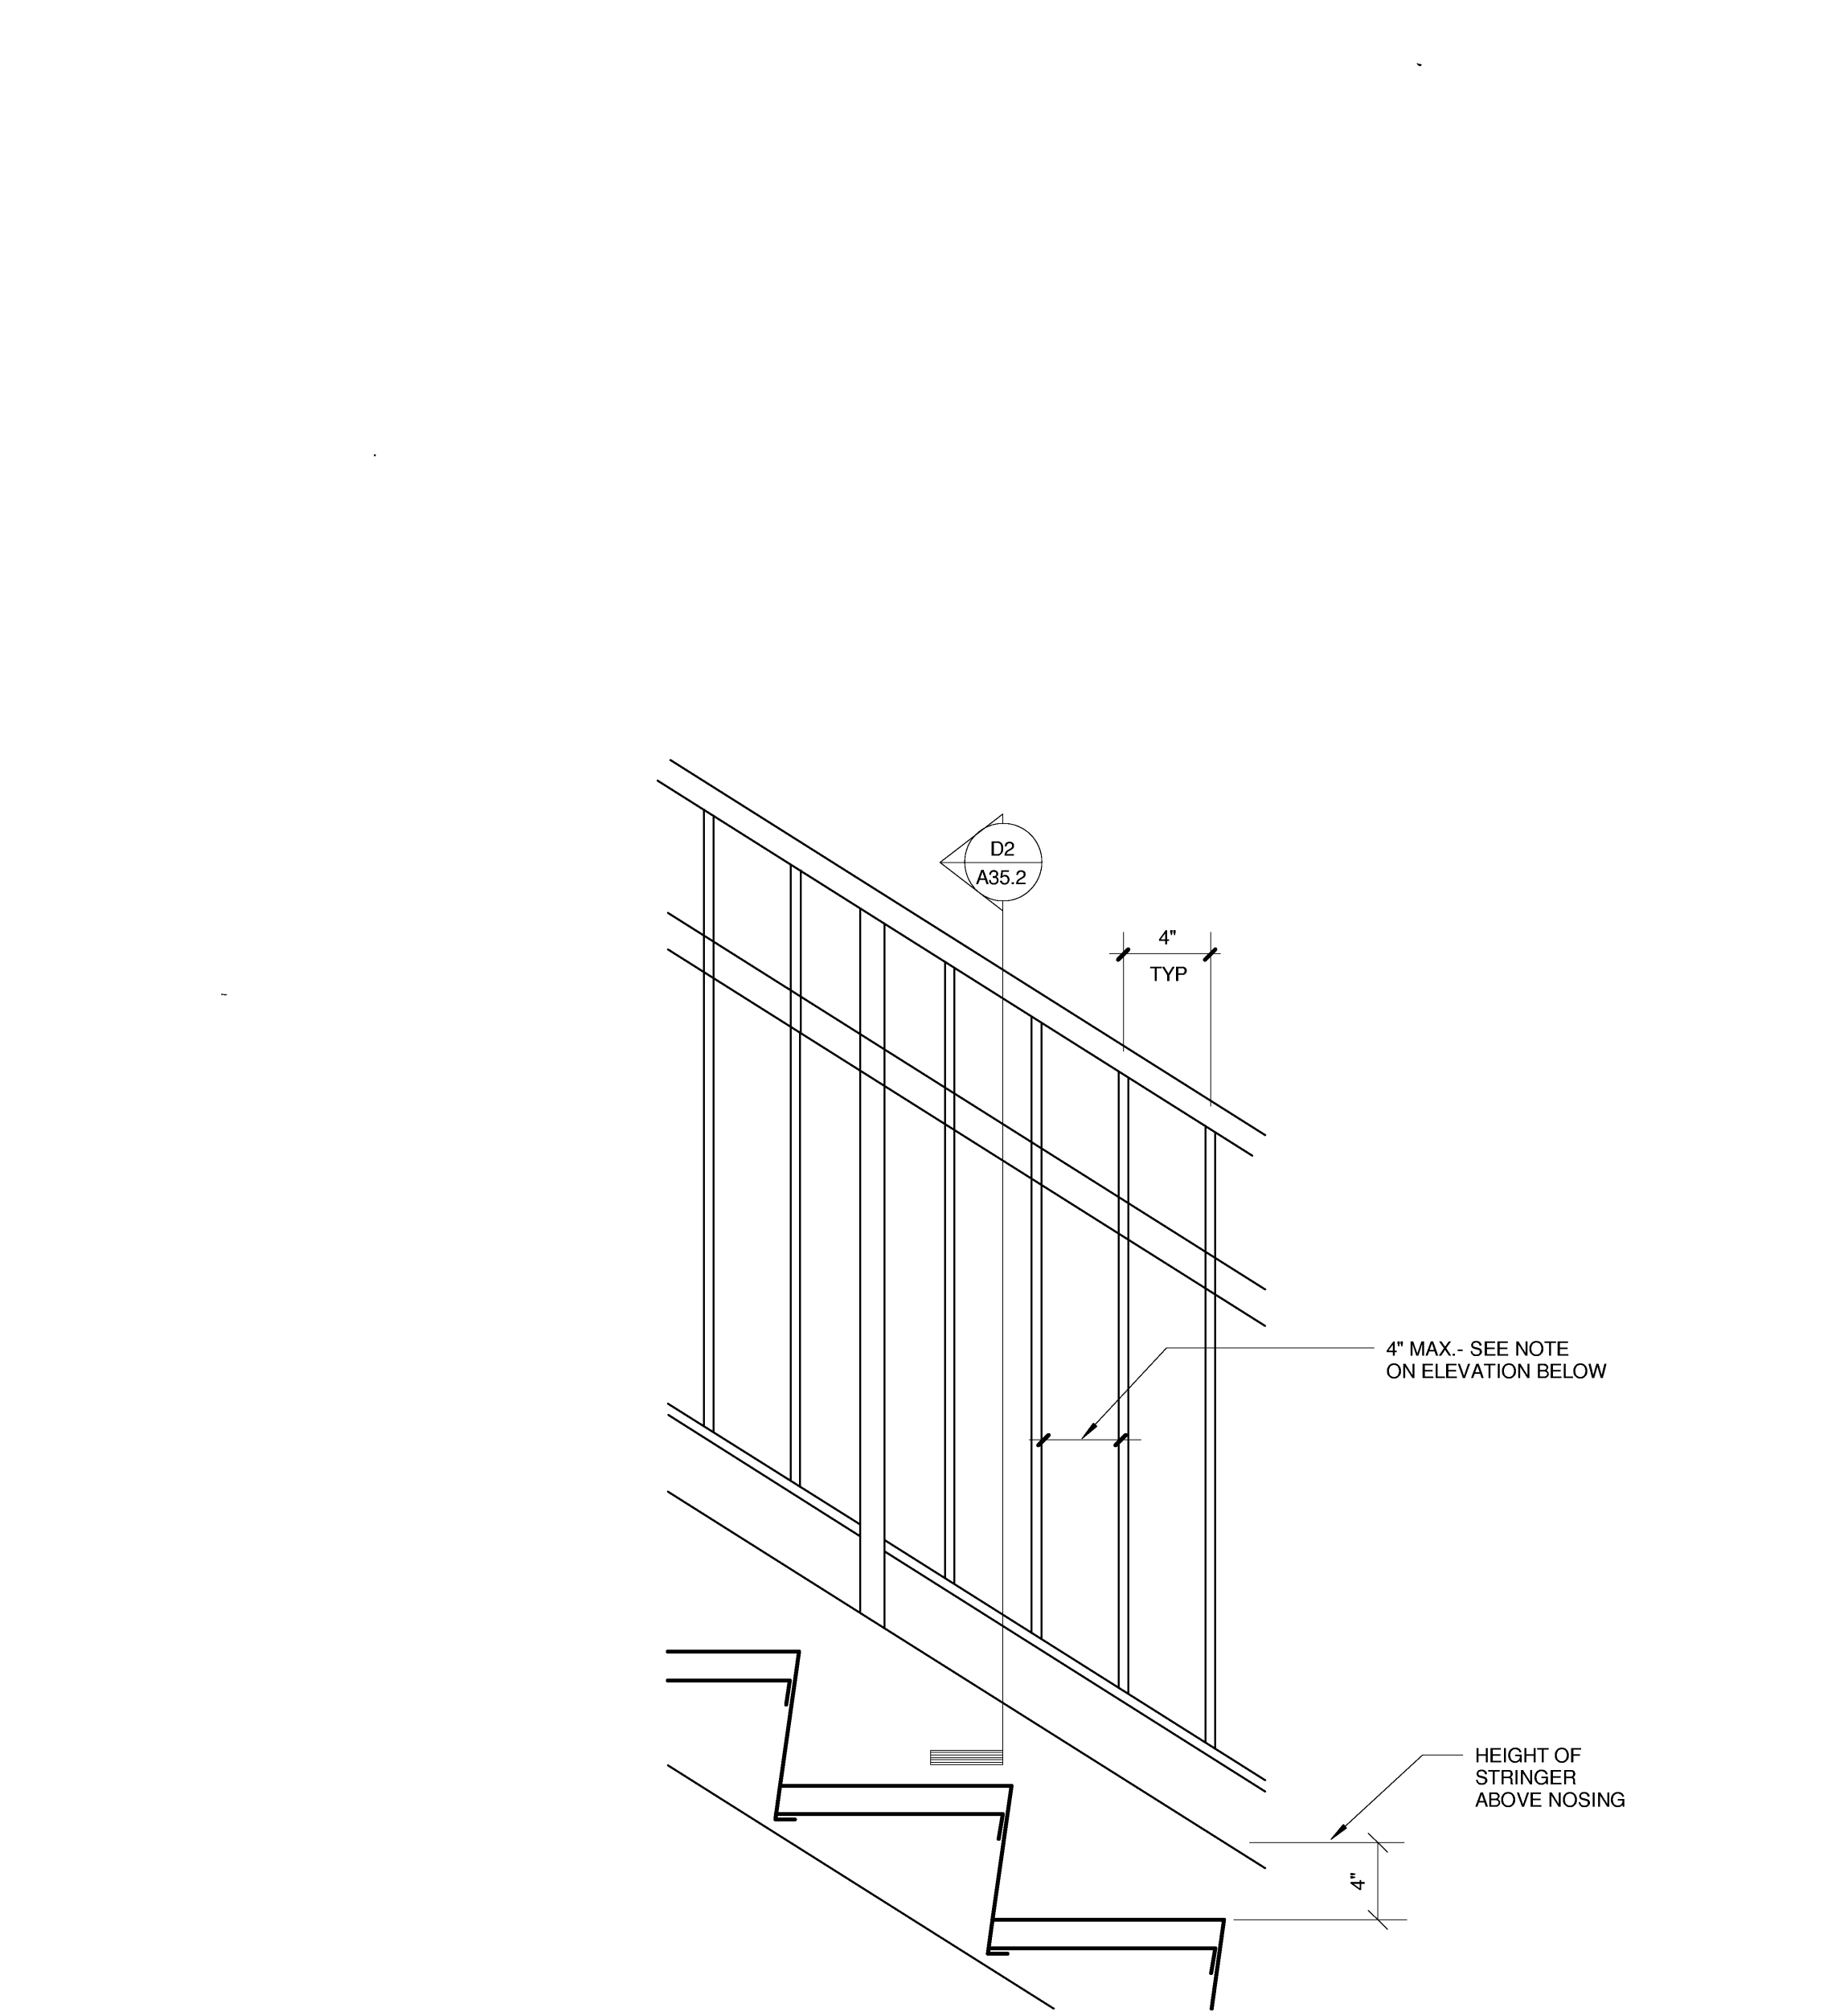 D2
A35.2
4"
TYP
4" MAX.- SEE NOTE
ON ELEVATION BELOW
HEIGHT OF
STRINGER
ABOVE NOSING
4"